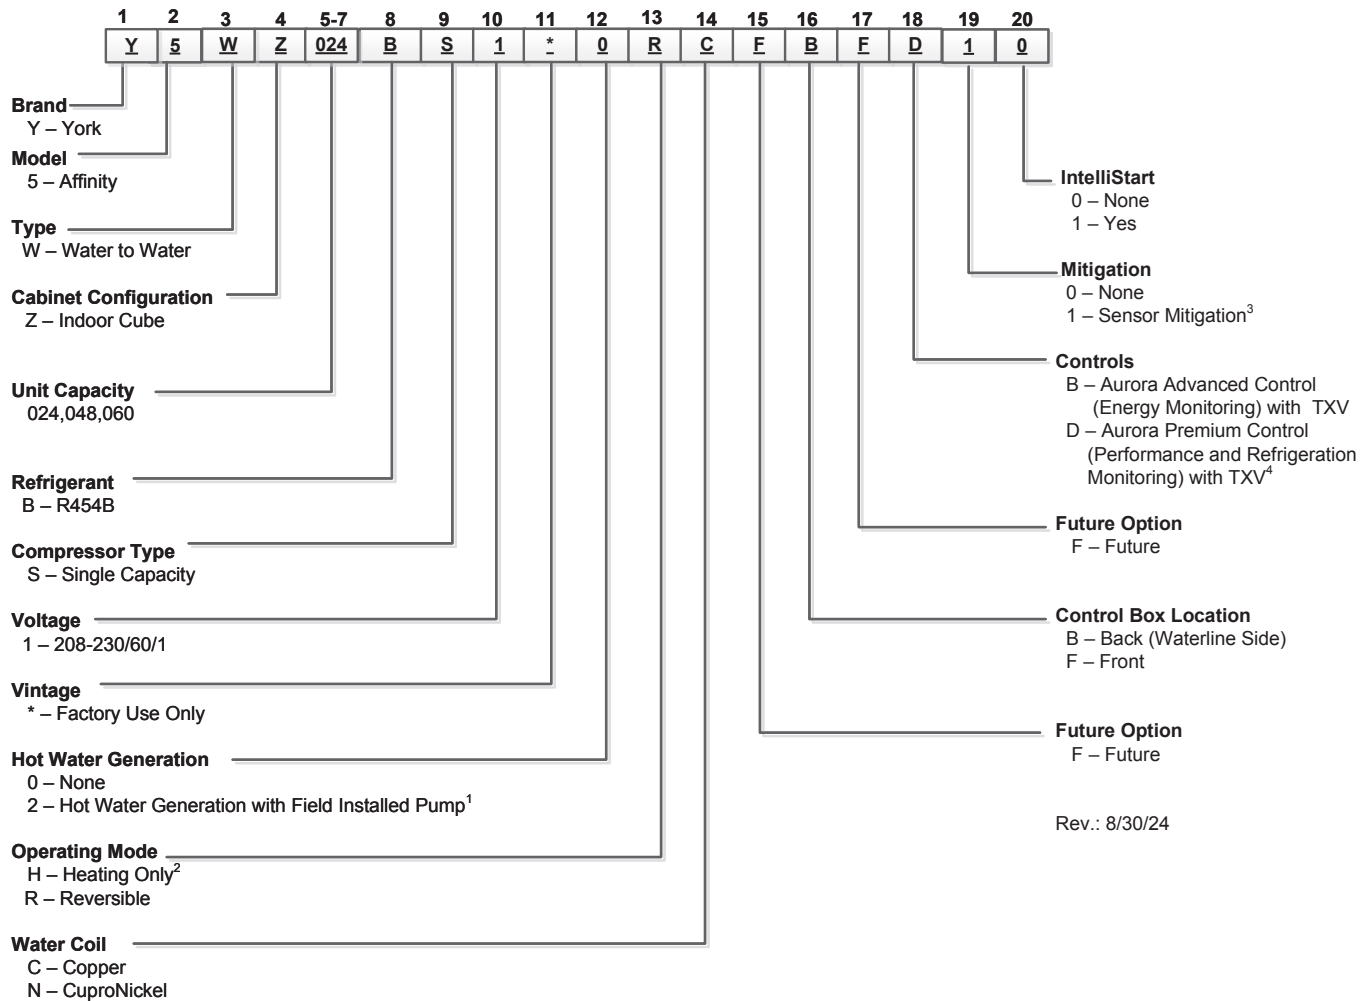 1 2 3 4 5-7 8 9 10 11 12 13 14 15 16 17 18 19 20
Y 5 W Z 024 B S 1 * 0 R C F B F D 1 0
Brand
Y – York
Model
5 – Affinity
Type
W – Water to Water
Cabinet Configuration
Z – Indoor Cube
Unit Capacity
024,048,060
Refrigerant
B – R454B
Compressor Type
S – Single Capacity
Voltage
1 – 208-230/60/1
Vintage
* – Factory Use Only
Hot Water Generation
0 – None
2 – Hot Water Generation with Field Installed Pump¹
Operating Mode
H – Heating Only²
R – Reversible
Water Coil
C – Copper
N – CuproNickel
IntelliStart
0 – None
1 – Yes
Mitigation
0 – None
1 – Sensor Mitigation³
Controls
B – Aurora Advanced Control
(Energy Monitoring) with TXV
D – Aurora Premium Control
(Performance and Refrigeration
Monitoring) with TXV⁴
Future Option
F – Future
Control Box Location
B – Back (Waterline Side)
F – Front
Future Option
F – Future
Rev.: 8/30/24